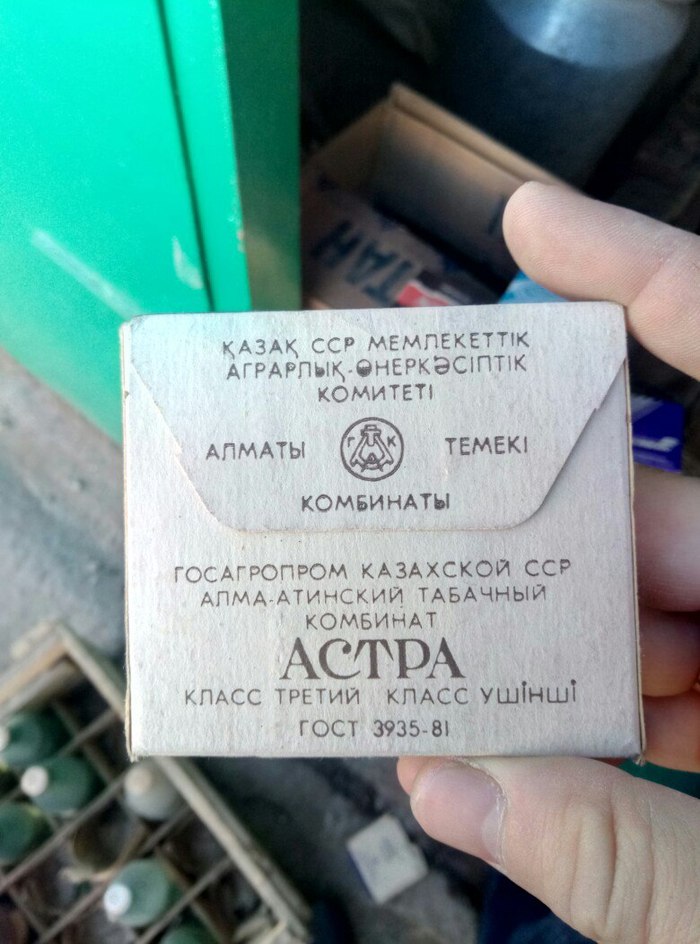 ҚАЗАҚ ССР МЕМЛЕКЕТТІК
АГРАРЛЫҚ-ӨНЕРКӘСІПТІК
КОМИТЕТІ
АЛМАТЫ ТЕМЕКІ
КОМБИНАТЫ
ГОСАГРОПРОМ КАЗАХСКОЙ ССР
АЛМА-АТИНСКИЙ ТАБАЧНЫЙ
КОМБИНАТ
АСТРА
КЛАСС ТРЕТИЙ КЛАСС УШІНШІ
ГОСТ 3935-81